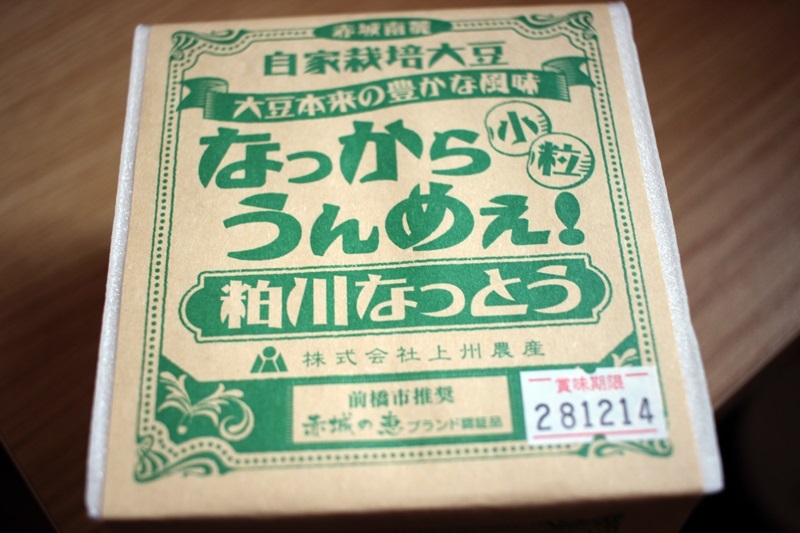 赤城南麓
自家栽培大豆
大豆本来の豊かな風味
なっから
小粒
うんめぇ!
粕川なっとう
株式会社上州農産
前橋市推奨
赤城の恵ブランド認証品
賞味期限
281214